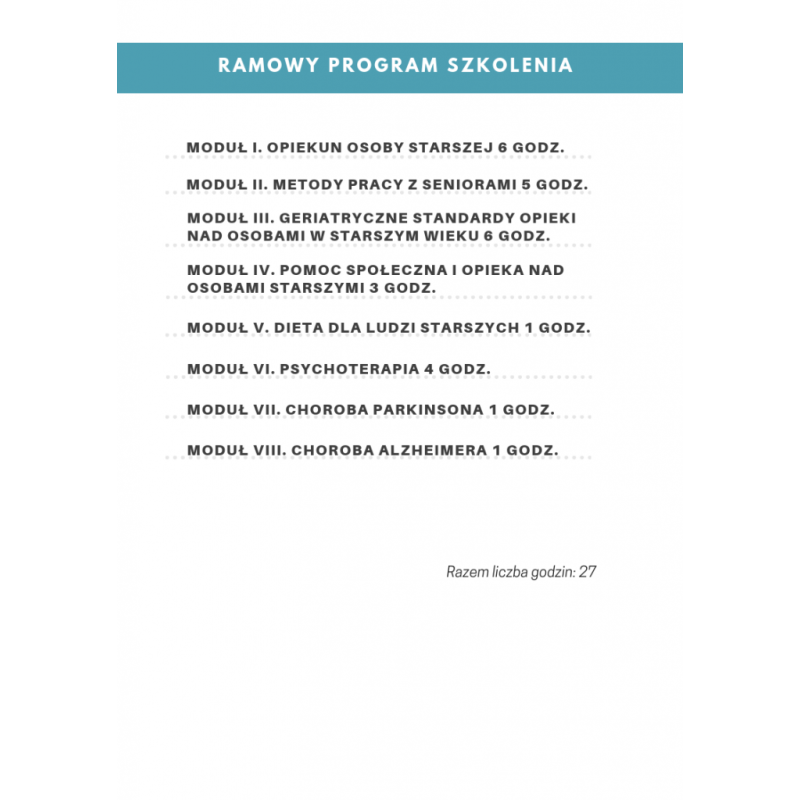 RAMOWY PROGRAM SZKOLENIA
MODUŁ I. OPIEKUN OSOBY STARSZEJ 6 GODZ.
MODUŁ II. METODY PRACY Z SENIORAMI 5 GODZ.
MODUŁ III. GERIATRYCZNE STANDARDY OPIEKI
NAD OSOBAMI W STARSZYM WIEKU 6 GODZ.
MODUŁ IV. POMOC SPOŁECZNA I OPIEKA NAD
OSOBAMI STARSZYMI 3 GODZ.
MODUŁ V. DIETA DLA LUDZI STARSZYCH 1 GODZ.
MODUŁ VI. PSYCHOTERAPIA 4 GODZ.
MODUŁ VII. CHOROBA PARKINSONA 1 GODZ.
MODUŁ VIII. CHOROBA ALZHEIMERA 1 GODZ.
Razem liczba godzin: 27